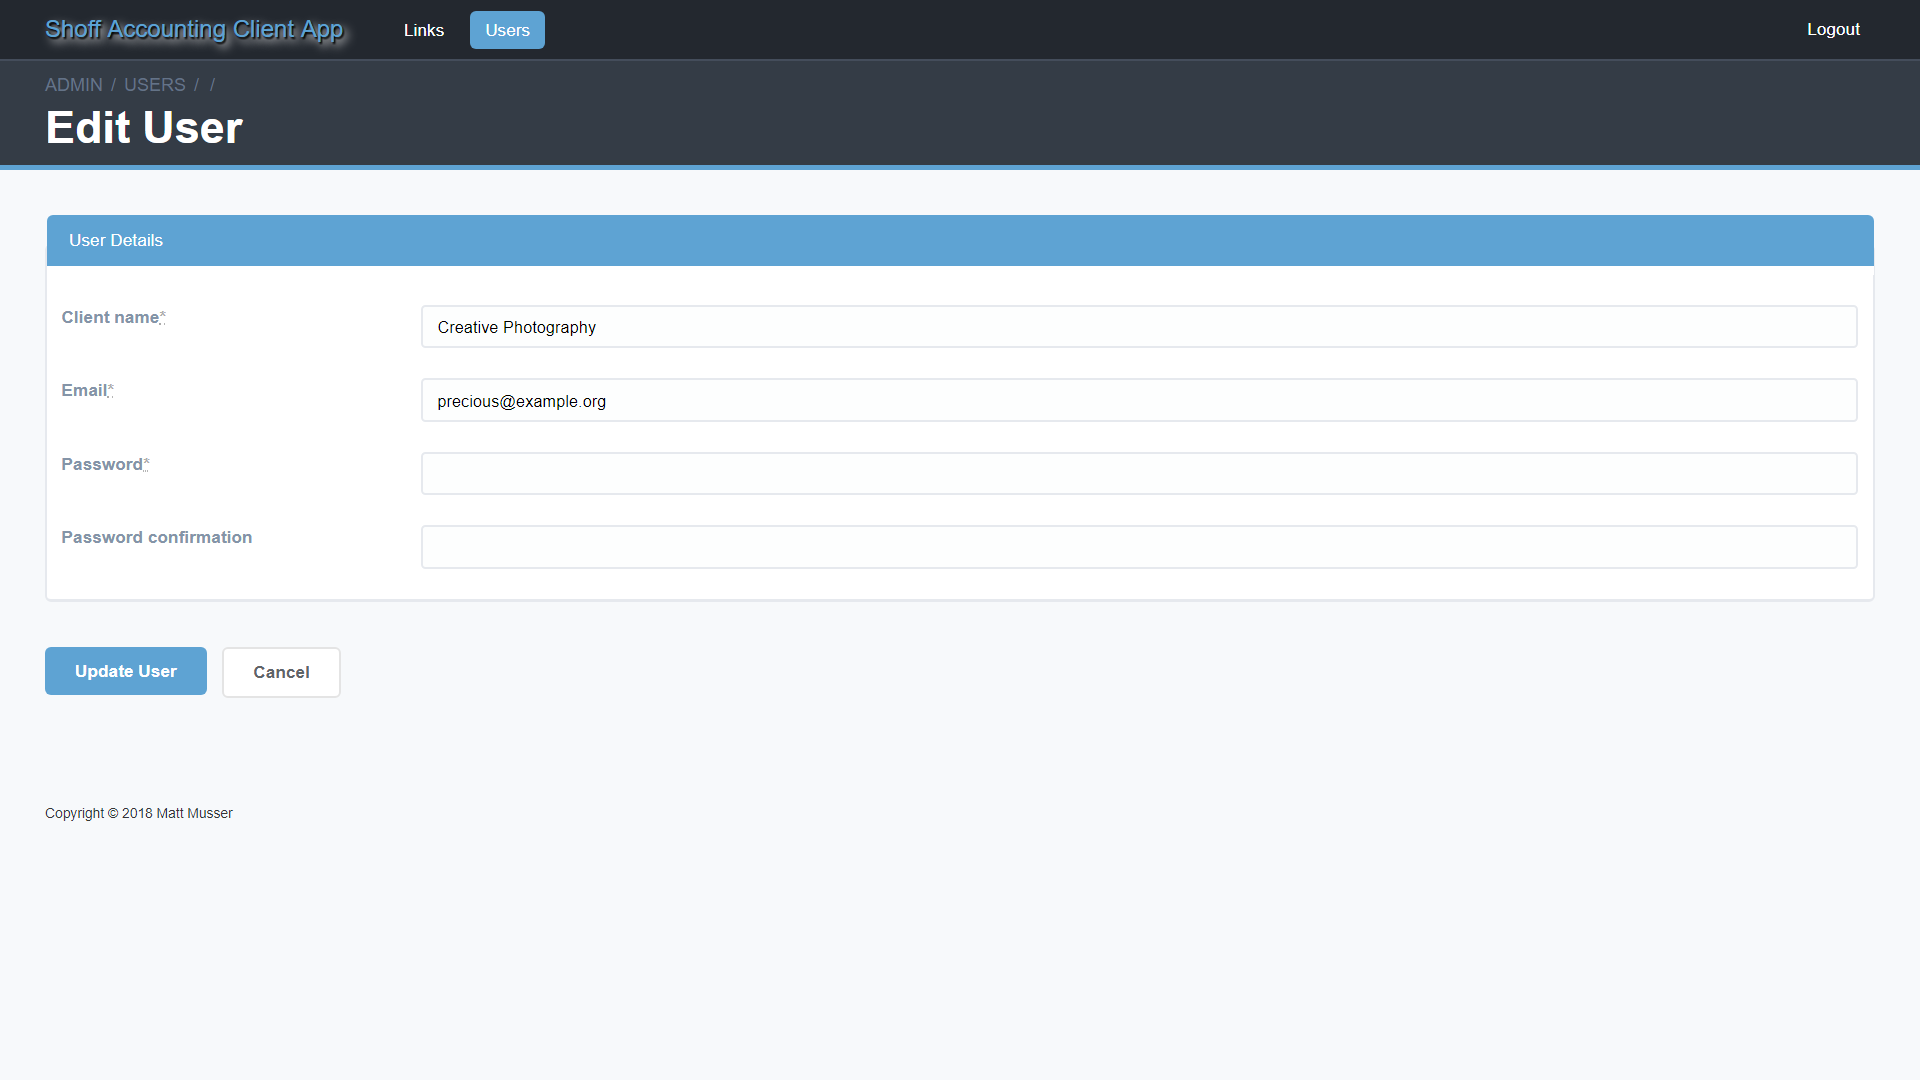 Shoff Accounting Client App Links Users Logout
ADMIN / USERS / /
Edit User
User Details
Client name* Creative Photography
Email* precious@example.org
Password*
Password confirmation
Update User Cancel
Copyright © 2018 Matt Musser